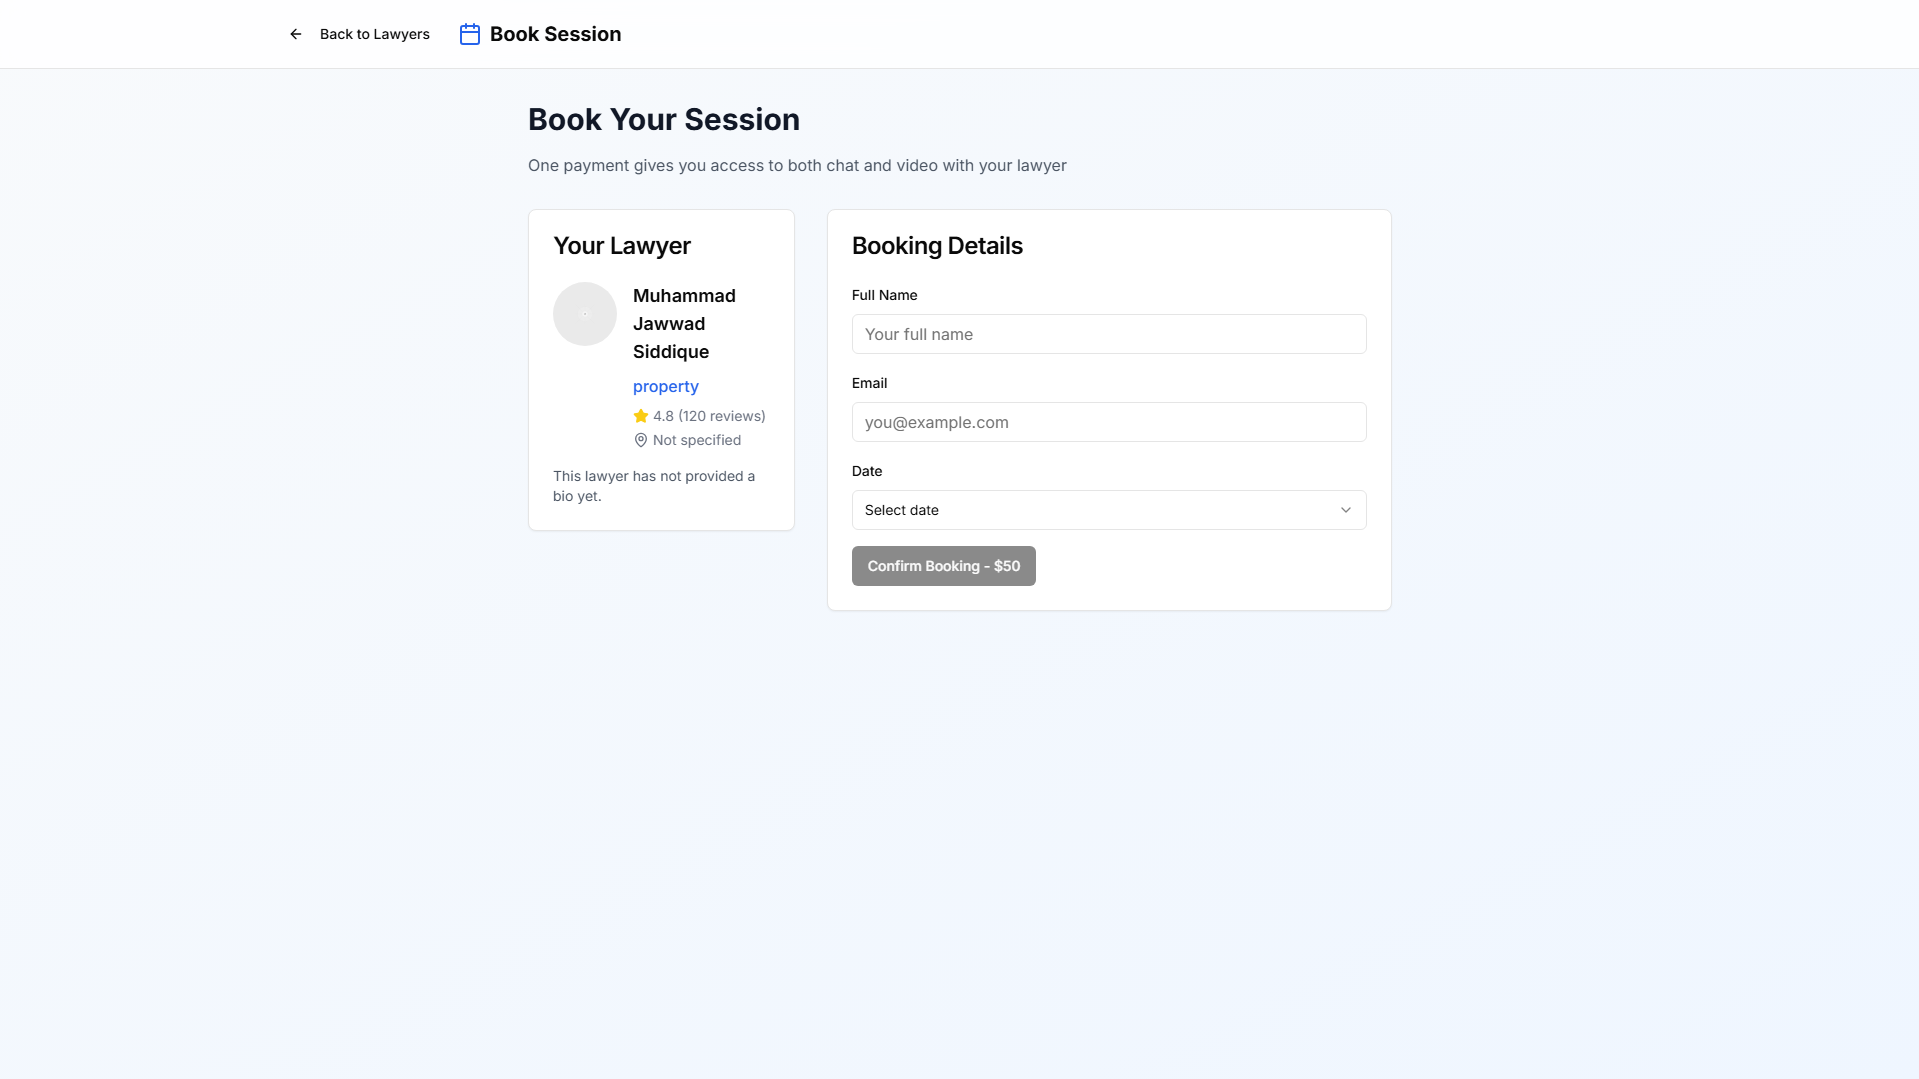 Back to Lawyers
Book Session
Book Your Session
One payment gives you access to both chat and video with your lawyer
Your Lawyer
Muhammad
Jawwad
Siddique
property
4.8 (120 reviews)
Not specified
This lawyer has not provided a
bio yet.
Booking Details
Full Name
Your full name
Email
you@example.com
Date
Select date
Confirm Booking - $50